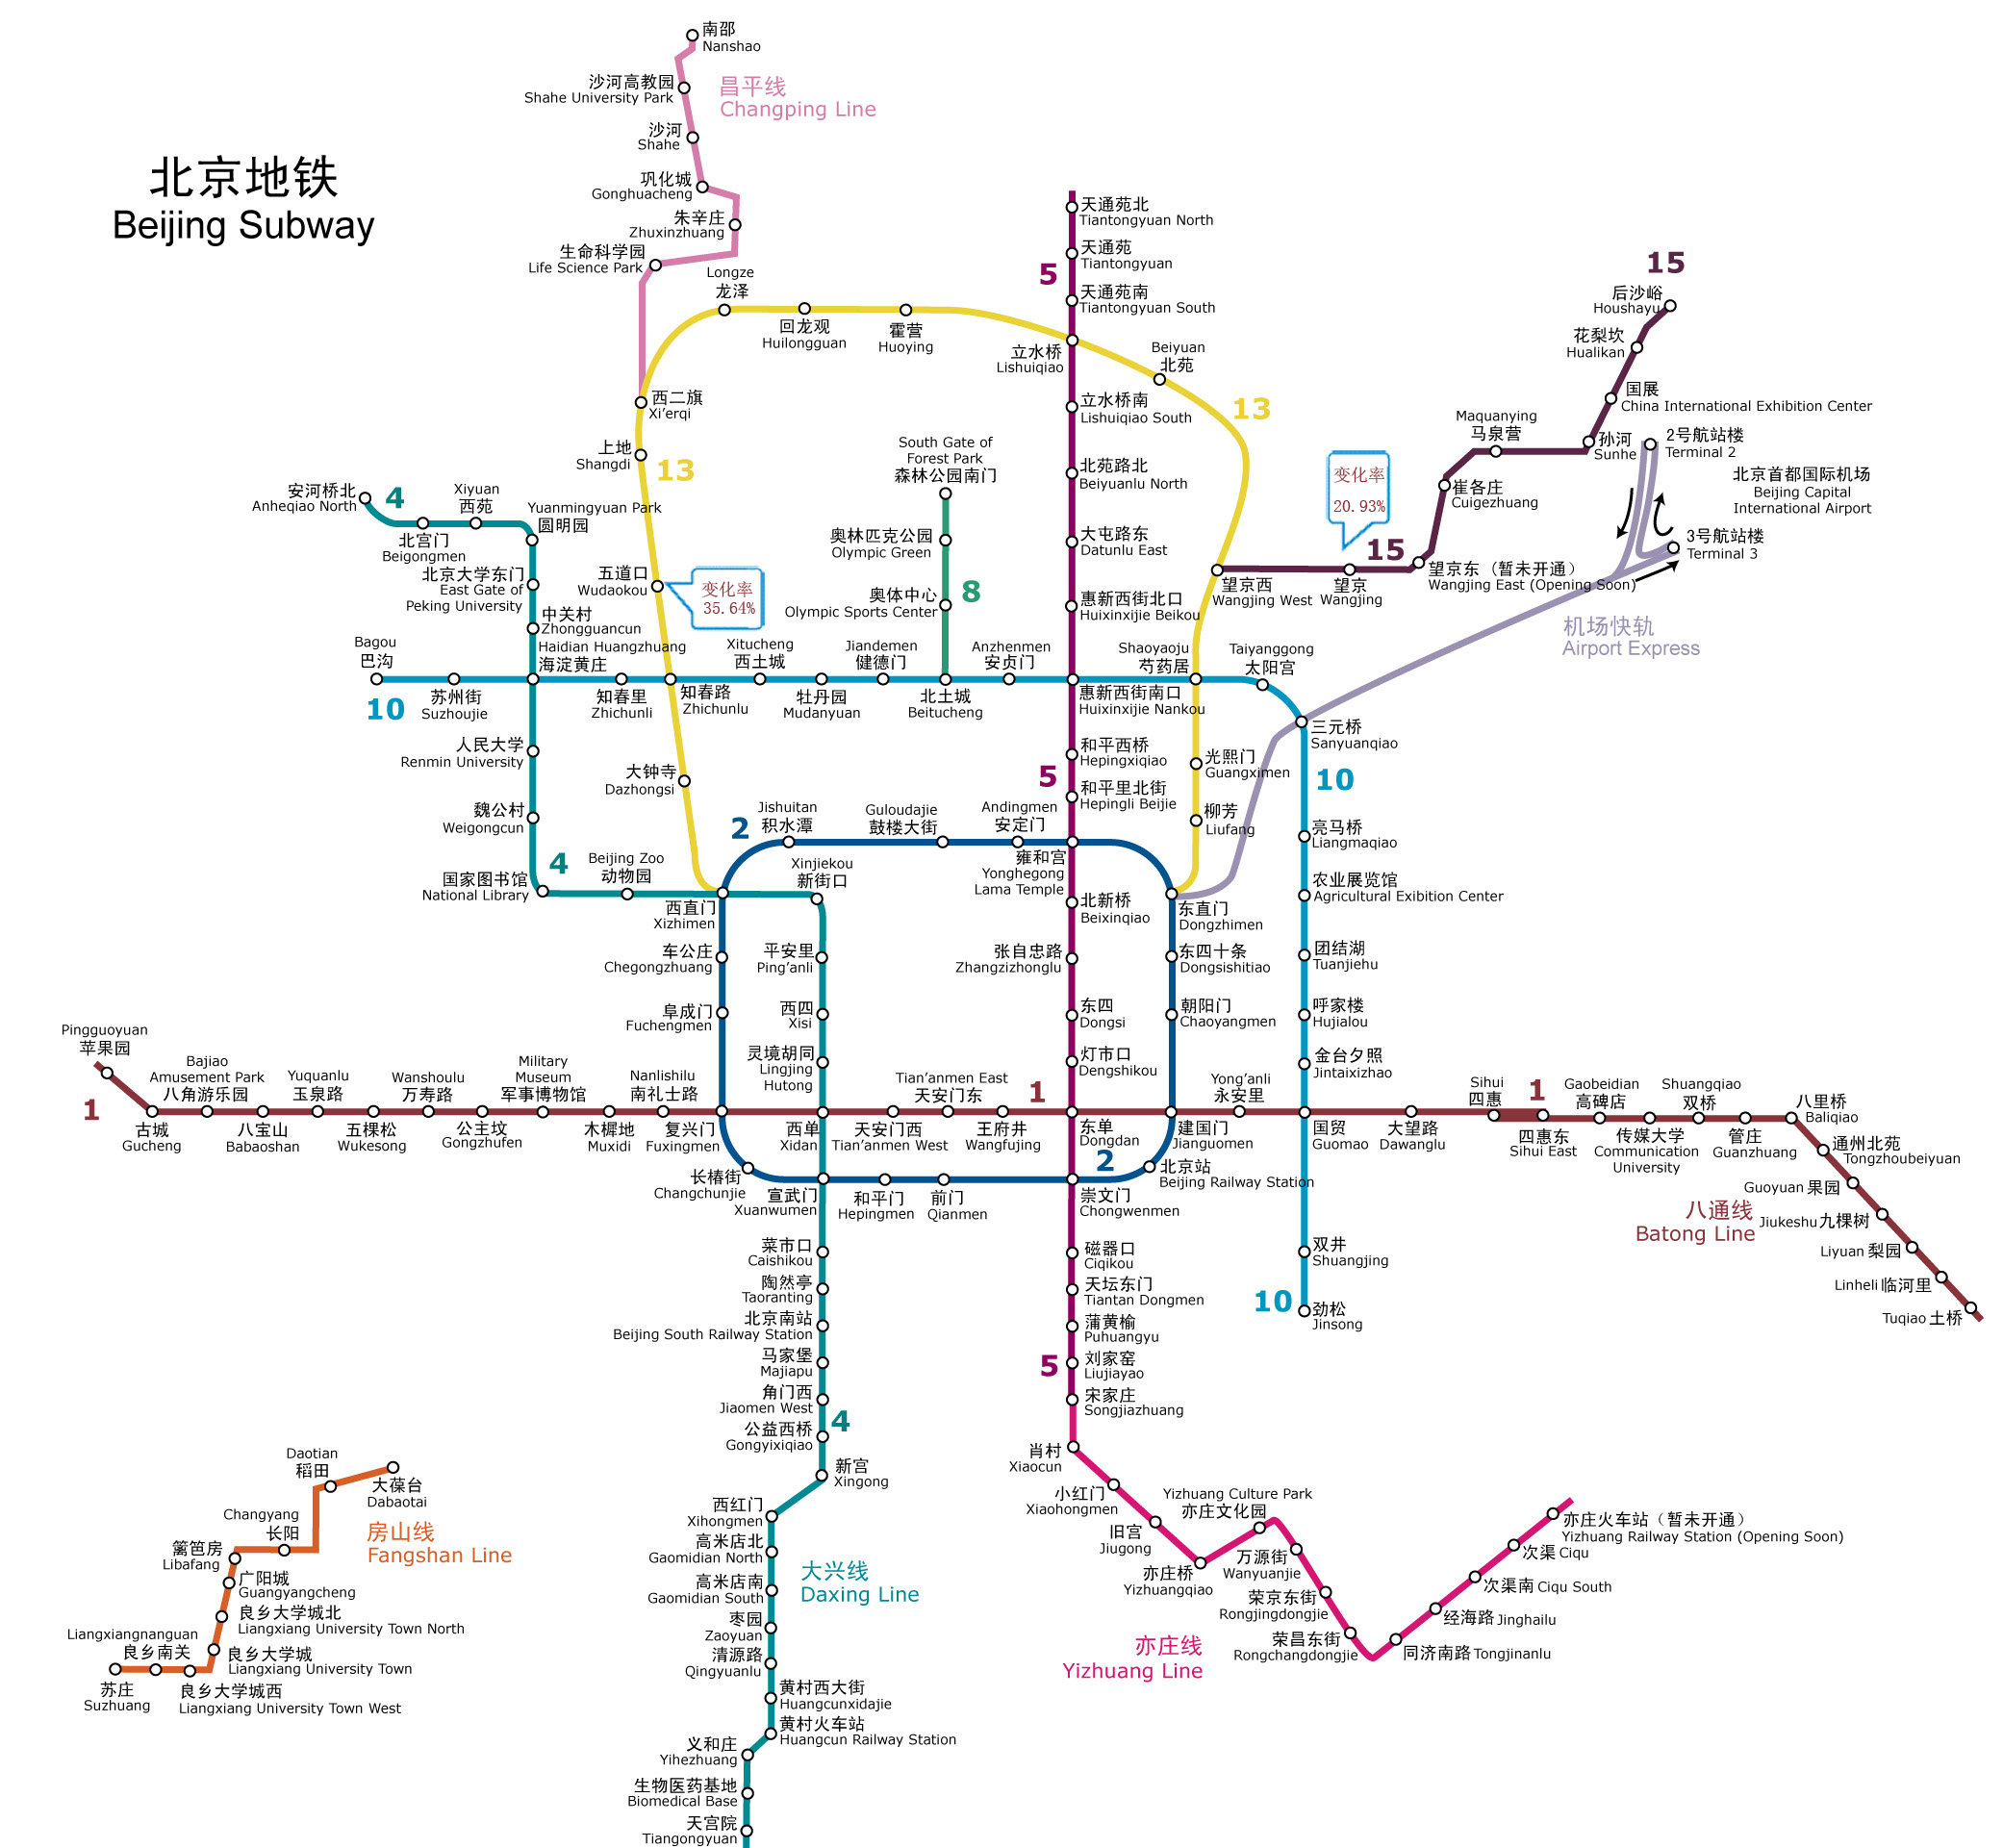 北京地铁
Beijing Subway
南邵
Nanshao
沙河高教园
Shahe University Park
昌平线
Changping Line
沙河
Shahe
巩化城
Gonghuacheng
朱辛庄
Zhuxinzhuang
生命科学园
Life Science Park
Longze
龙泽
回龙观
Huilongguan
霍营
Huoying
立水桥
Lishuiqiao
Beiyuan
北苑
13
西二旗
Xi'erqi
上地
Shangdi
13
五道口
Wudaokou
变化率
35.64%
知春路
Zhichunlu
大钟寺
Dazhongsi
天通苑北
Tiantongyuan North
天通苑
Tiantongyuan
5
天通苑南
Tiantongyuan South
立水桥南
Lishuiqiao South
北苑路北
Beiyuanlu North
大屯路东
Datunlu East
惠新西街北口
Huixinxijie Beikou
惠新西街南口
Huixinxijie Nankou
和平西桥
Hepingxiqiao
5
和平里北街
Hepingli Beijie
15
后沙峪
Houshayu
花梨坎
Hualikan
国展
China International Exhibition Center
孙河
Sunhe
Maquanying
马泉营
崔各庄
Cuigezhuang
变化率
20.93%
15
望京东（暂未开通）
Wangjing East (Opening Soon)
望京
Wangjing
望京西
Wangjing West
2号航站楼
Terminal 2
北京首都国际机场
Beijing Capital
International Airport
3号航站楼
Terminal 3
机场快轨
Airport Express
安河桥北
Anheqiao North
4
北宫门
Beigongmen
Xiyuan
西苑
Yuanmingyuan Park
圆明园
北京大学东门
East Gate of
Peking University
中关村
Zhongguancun
Haidian Huangzhuang
海淀黄庄
South Gate of
Forest Park
森林公园南门
奥林匹克公园
Olympic Green
8
奥体中心
Olympic Sports Center
Bagou
巴沟
10
苏州街
Suzhoujie
知春里
Zhichunli
Xitucheng
西土城
牡丹园
Mudanyuan
Jiandemen
健德门
北土城
Beitucheng
Anzhenmen
安贞门
Shaoyaoju
芍药居
Taiyanggong
太阳宫
三元桥
Sanyuanqiao
光熙门
Guangximen
柳芳
Liufang
10
亮马桥
Liangmaqiao
农业展览馆
Agricultural Exibition Center
团结湖
Tuanjiehu
呼家楼
Hujialou
金台夕照
Jintaixizhao
人民大学
Renmin University
魏公村
Weigongcun
国家图书馆
National Library
4
Beijing Zoo
动物园
西直门
Xizhimen
Xinjiekou
新街口
2
Jishuitan
积水潭
Guloudajie
鼓楼大街
Andingmen
安定门
雍和宫
Yonghegong
Lama Temple
东直门
Dongzhimen
北新桥
Beixinqiao
张自忠路
Zhangzizhonglu
东四
Dongsi
灯市口
Dengshikou
东四十条
Dongsishitiao
朝阳门
Chaoyangmen
车公庄
Chegongzhuang
阜成门
Fuchengmen
平安里
Ping'anli
西四
Xisi
灵境胡同
Lingjing
Hutong
Pingguoyuan
苹果园
1
古城
Gucheng
Bajiao
Amusement Park
八角游乐园
八宝山
Babaoshan
Yuquanlu
玉泉路
五棵松
Wukesong
Wanshoulu
万寿路
公主坟
Gongzhufen
Military
Museum
军事博物馆
木樨地
Muxidi
Nanlishilu
南礼士路
复兴门
Fuxingmen
西单
Xidan
天安门西
Tian'anmen West
Tian'anmen East
天安门东
王府井
Wangfujing
1
东单
Dongdan
建国门
Jianguomen
Yong'anli
永安里
国贸
Guomao
大望路
Dawanglu
Sihui
四惠
1
四惠东
Sihui East
Gaobeidian
高碑店
传媒大学
Communication
University
Shuangqiao
双桥
管庄
Guanzhuang
八里桥
Baliqiao
通州北苑
Tongzhoubeiyuan
Guoyuan 果园
八通线
Batong Line
Jiukeshu九棵树
Liyuan 梨园
Linheli 临河里
Tuqiao 土桥
长椿街
Changchunjie
宣武门
Xuanwumen
和平门
Hepingmen
前门
Qianmen
2
崇文门
Chongwenmen
北京站
Beijing Railway Station
双井
Shuangjing
10
劲松
Jinsong
菜市口
Caishikou
陶然亭
Taoranting
北京南站
Beijing South Railway Station
马家堡
Majiapu
角门西
Jiaomen West
公益西桥
Gongyixiqiao
4
新宫
Xingong
西红门
Xihongmen
高米店北
Gaomidian North
高米店南
Gaomidian South
大兴线
Daxing Line
枣园
Zaoyuan
清源路
Qingyuanlu
黄村西大街
Huangcunxidajie
黄村火车站
Huangcun Railway Station
义和庄
Yihezhuang
生物医药基地
Biomedical Base
天宫院
Tiangongyuan
磁器口
Ciqikou
天坛东门
Tiantan Dongmen
蒲黄榆
Puhuangyu
5
刘家窑
Liujiayao
宋家庄
Songjiazhuang
肖村
Xiaocun
小红门
Xiaohongmen
旧宫
Jiugong
亦庄桥
Yizhuangqiao
Yizhuang Culture Park
亦庄文化园
万源街
Wanyuanjie
荣京东街
Rongjingdongjie
荣昌东街
Rongchangdongjie
亦庄线
Yizhuang Line
同济南路 Tongjinanlu
经海路 Jinghailu
次渠南 Ciqu South
次渠 Ciqu
亦庄火车站（暂未开通）
Yizhuang Railway Station (Opening Soon)
Daotian
稻田
大葆台
Dabaotai
Changyang
长阳
房山线
Fangshan Line
篱笆房
Libafang
广阳城
Guangyangcheng
良乡大学城北
Liangxiang University Town North
良乡大学城
Liangxiang University Town
Liangxiangnanguan
良乡南关
良乡大学城西
Liangxiang University Town West
苏庄
Suzhuang